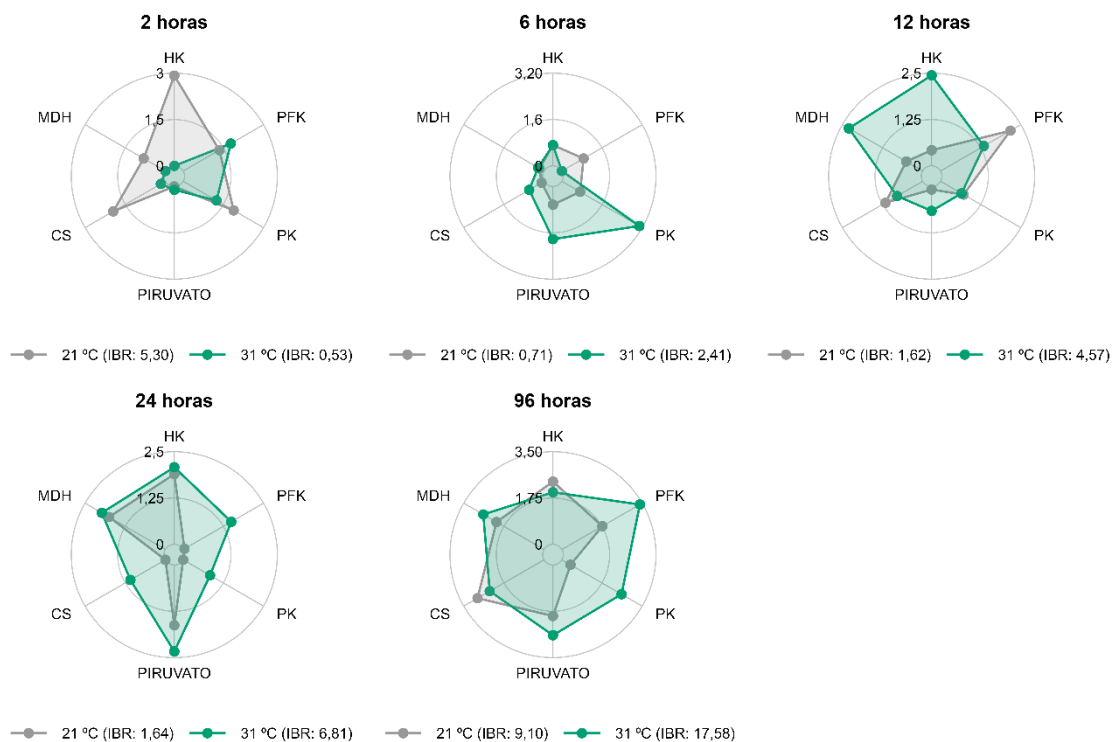 2 horas
6 horas
12 horas
HK
3
MDH
PFK
1,5
0
CS
PK
PIRUVATO
HK
3,20
MDH
PFK
1,6
0
CS
PK
PIRUVATO
HK
2,5
MDH
PFK
1,25
0
CS
PK
PIRUVATO
21 ºC (IBR: 5,30) 31 ºC (IBR: 0,53)
21 ºC (IBR: 0,71) 31 ºC (IBR: 2,41)
21 ºC (IBR: 1,62) 31 ºC (IBR: 4,57)
24 horas
96 horas
HK
2,5
MDH
PFK
1,25
0
CS
PK
PIRUVATO
HK
3,50
MDH
PFK
1,75
0
CS
PK
PIRUVATO
21 ºC (IBR: 1,64) 31 ºC (IBR: 6,81)
21 ºC (IBR: 9,10) 31 ºC (IBR: 17,58)